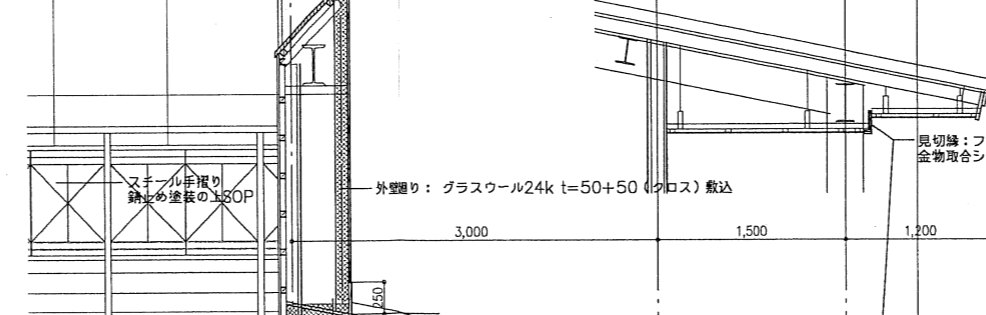 見切縁：フ
金物取合シ
スチール手摺り
錆止め塗装の上SOP
外壁廻り： グラスウール24k t=50+50（クロス）敷込
3,000
1,500
1,200
250